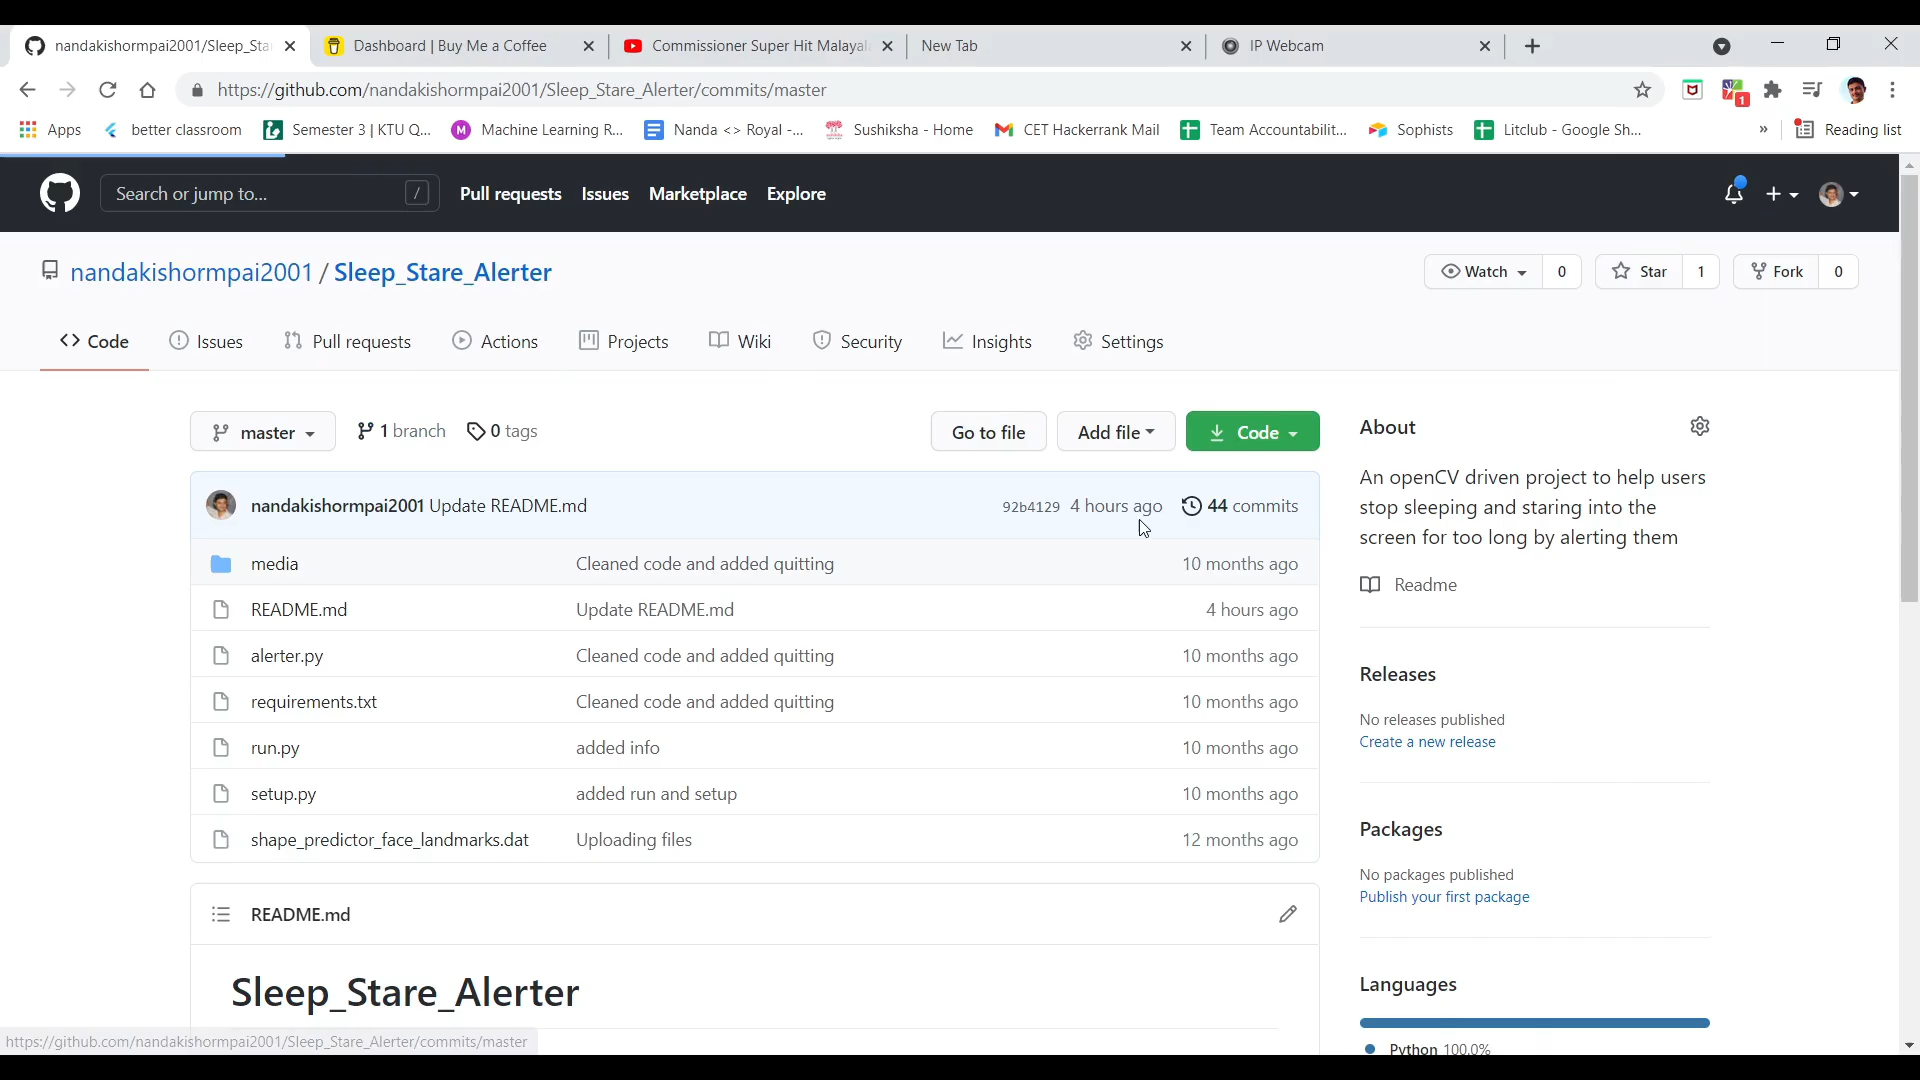 nandakishormpai2001/Sleep_Sta
Dashboard | Buy Me a Coffee
Commissioner Super Hit Malayal
New Tab
IP Webcam
https://github.com/nandakishormpai2001/Sleep_Stare_Alerter/commits/master
1
Apps
better classroom
Semester 3 | KTU Q...
Machine Learning R...
Nanda <> Royal -...
Sushiksha - Home
CET Hackerrank Mail
Team Accountabilit...
Sophists
Litclub - Google Sh...
»
Reading list
Search or jump to...
/
Pull requests
Issues
Marketplace
Explore
nandakishormpai2001 / Sleep_Stare_Alerter
Watch
0
Star
1
Fork
0
Code
Issues
Pull requests
Actions
Projects
Wiki
Security
Insights
Settings
master
1 branch
0 tags
Go to file
Add file
Code
nandakishormpai2001 Update README.md
92b4129 4 hours ago
44 commits
media
Cleaned code and added quitting
10 months ago
README.md
Update README.md
4 hours ago
alerter.py
Cleaned code and added quitting
10 months ago
requirements.txt
Cleaned code and added quitting
10 months ago
run.py
added info
10 months ago
setup.py
added run and setup
10 months ago
shape_predictor_face_landmarks.dat
Uploading files
12 months ago
README.md
Sleep_Stare_Alerter
About
An openCV driven project to help users
stop sleeping and staring into the
screen for too long by alerting them
Readme
Releases
No releases published
Create a new release
Packages
No packages published
Publish your first package
Languages
Python 100.0%
https://github.com/nandakishormpai2001/Sleep_Stare_Alerter/commits/master